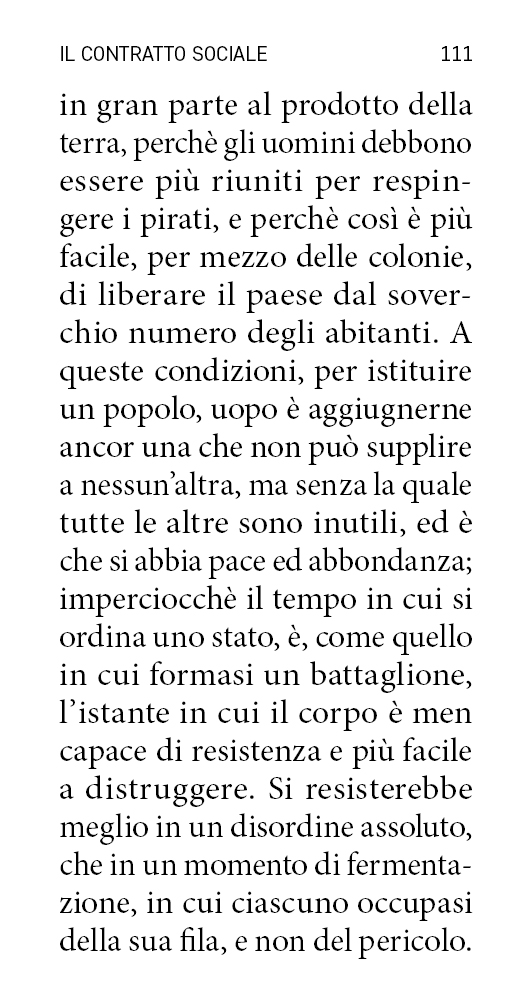 IL CONTRATTO SOCIALE 111
in gran parte al prodotto della
terra, perchè gli uomini debbono
essere più riuniti per respin-
gere i pirati, e perchè così è più
facile, per mezzo delle colonie,
di liberare il paese dal sover-
chio numero degli abitanti. A
queste condizioni, per istituire
un popolo, uopo è aggiugnerne
ancor una che non può supplire
a nessun’altra, ma senza la quale
tutte le altre sono inutili, ed è
che si abbia pace ed abbondanza;
imperciocchè il tempo in cui si
ordina uno stato, è, come quello
in cui formasi un battaglione,
l’istante in cui il corpo è men
capace di resistenza e più facile
a distruggere. Si resisterebbe
meglio in un disordine assoluto,
che in un momento di fermenta-
zione, in cui ciascuno occupasi
della sua fila, e non del pericolo.